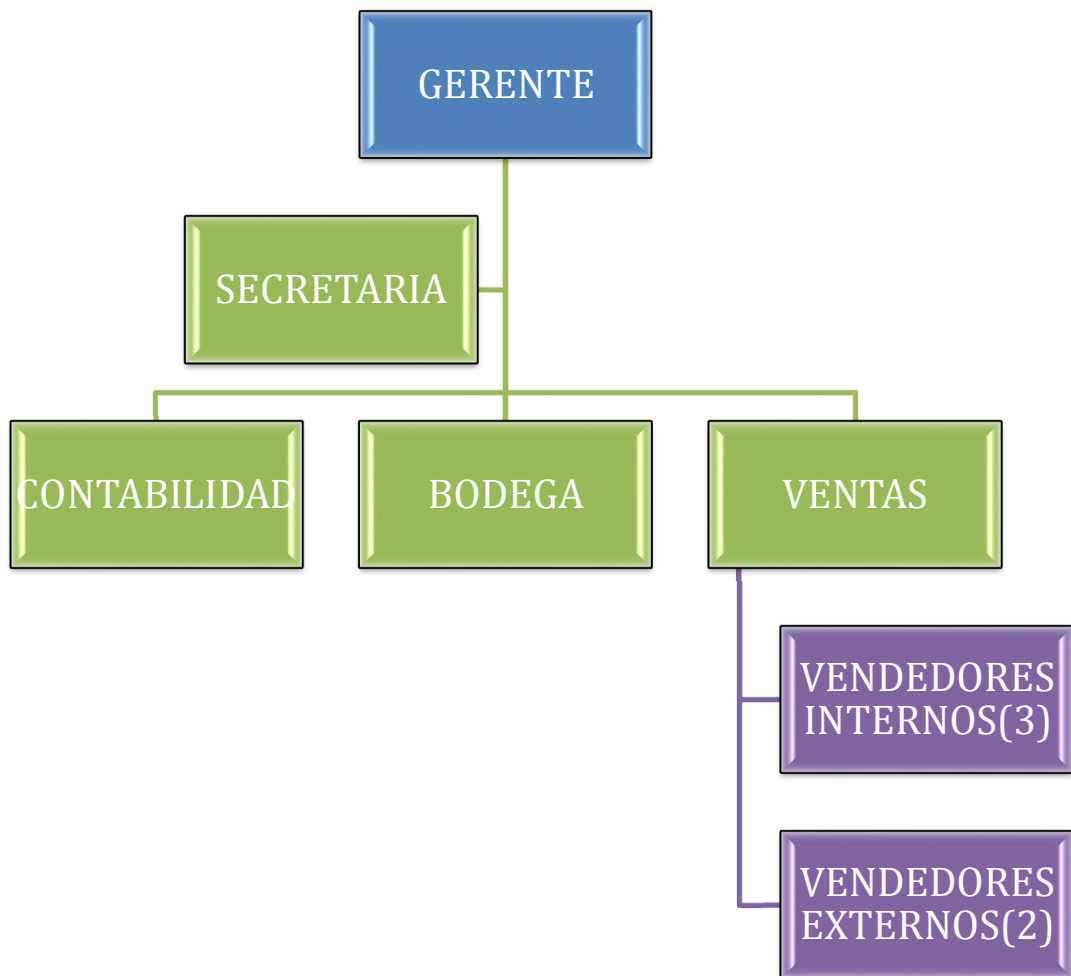 GERENTE
SECRETARIA
CONTABILIDAD
BODEGA
VENTAS
VENDEDORES
INTERNOS(3)
VENDEDORES
EXTERNOS(2)